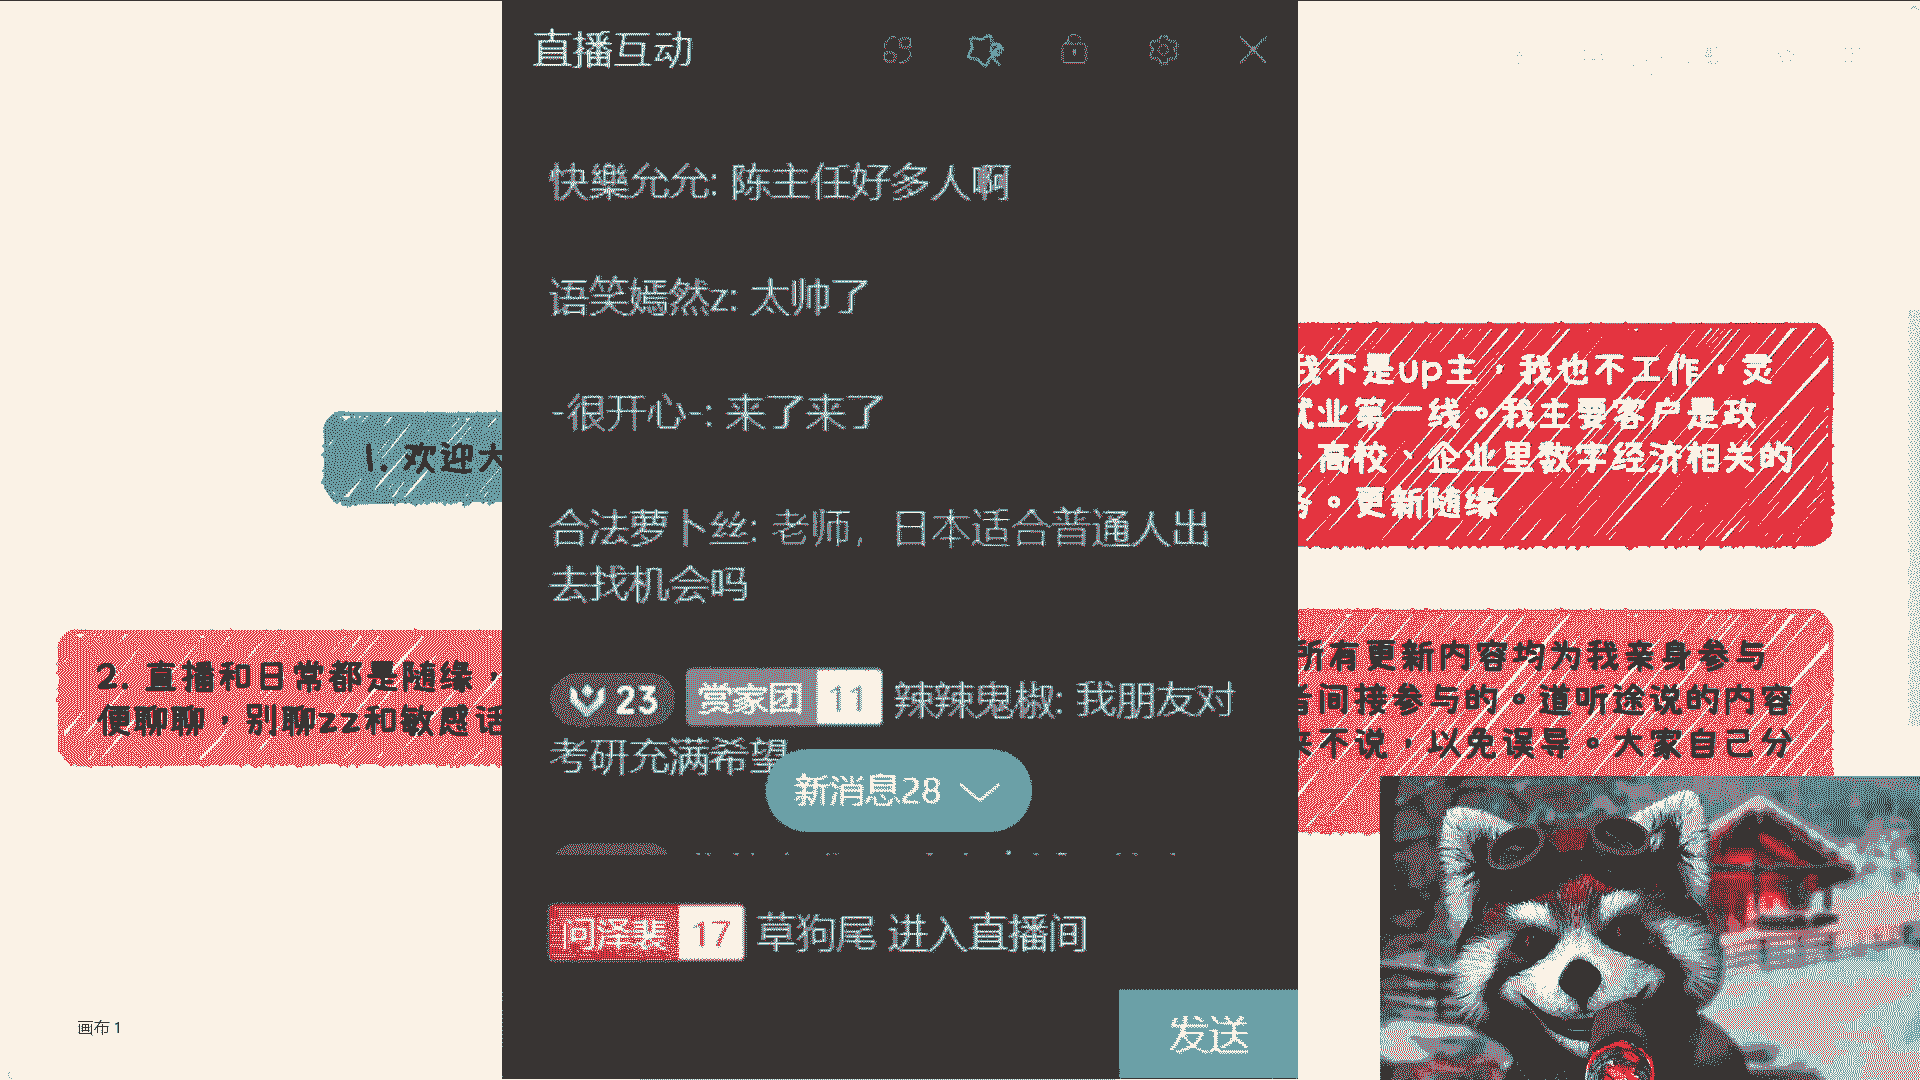 直播互动
快樂允允: 陈主任好多人啊
语笑嫣然z: 太帅了
-很开心-: 来了来了
合法萝卜丝: 老师，日本适合普通人出
去找机会吗
23 赏家团 11 辣辣鬼椒: 我朋友对
考研充满希望
新消息28
问泽裴 17 草狗尾 进入直播间
发送
1. 欢迎大
2. 直播和日常都是随缘，
便聊聊，别聊zz和敏感话
我不是up主，我也不工作，灵
就业第一线。我主要客户是政
、高校、企业里数字经济相关的
务。更新随缘
所有更新内容均为我亲身参与
者间接参与的。道听途说的内容
来不说，以免误导。大家自己分
画布 1